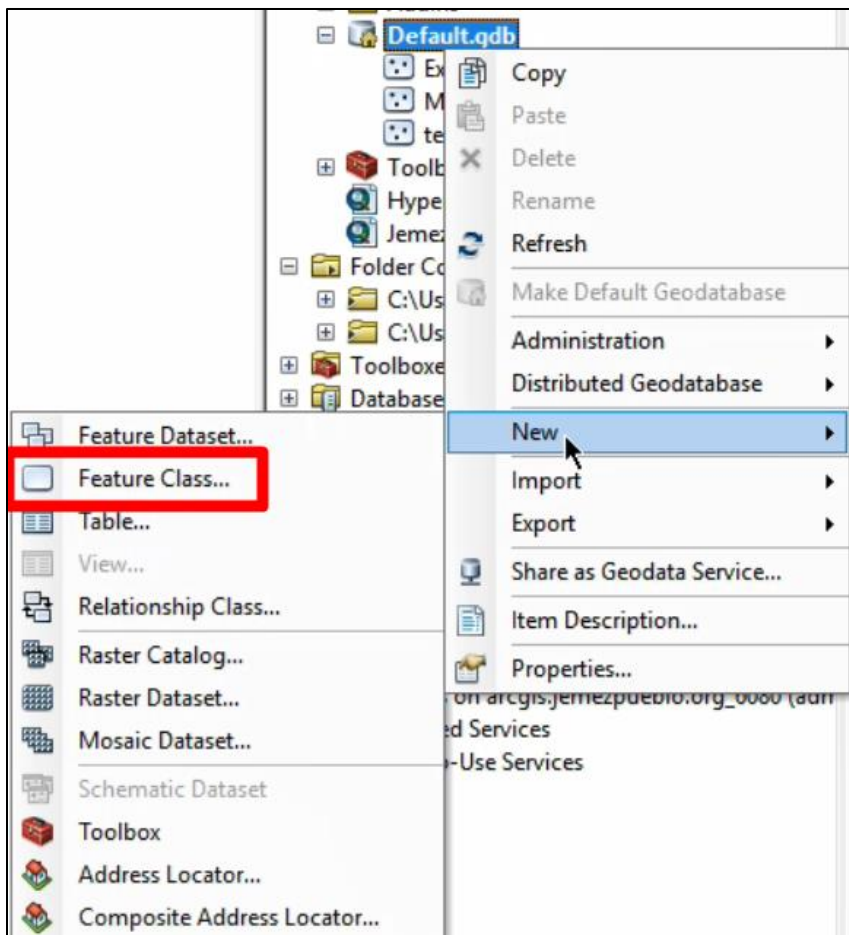 Default.gdb
Ex
M
te
Toolb
Hype
Jemez
Folder Co
C:\Us
C:\Us
Toolboxe
Database
Copy
Paste
Delete
Rename
Refresh
Make Default Geodatabase
Administration
Distributed Geodatabase
New
Import
Export
Share as Geodata Service...
Item Description...
Properties...
Feature Dataset...
Feature Class...
Table...
View...
Relationship Class...
Raster Catalog...
Raster Dataset...
Mosaic Dataset...
Schematic Dataset
Toolbox
Address Locator...
Composite Address Locator...
on arcgis.jemezpueblo.org_6080 (adm
ed Services
-Use Services